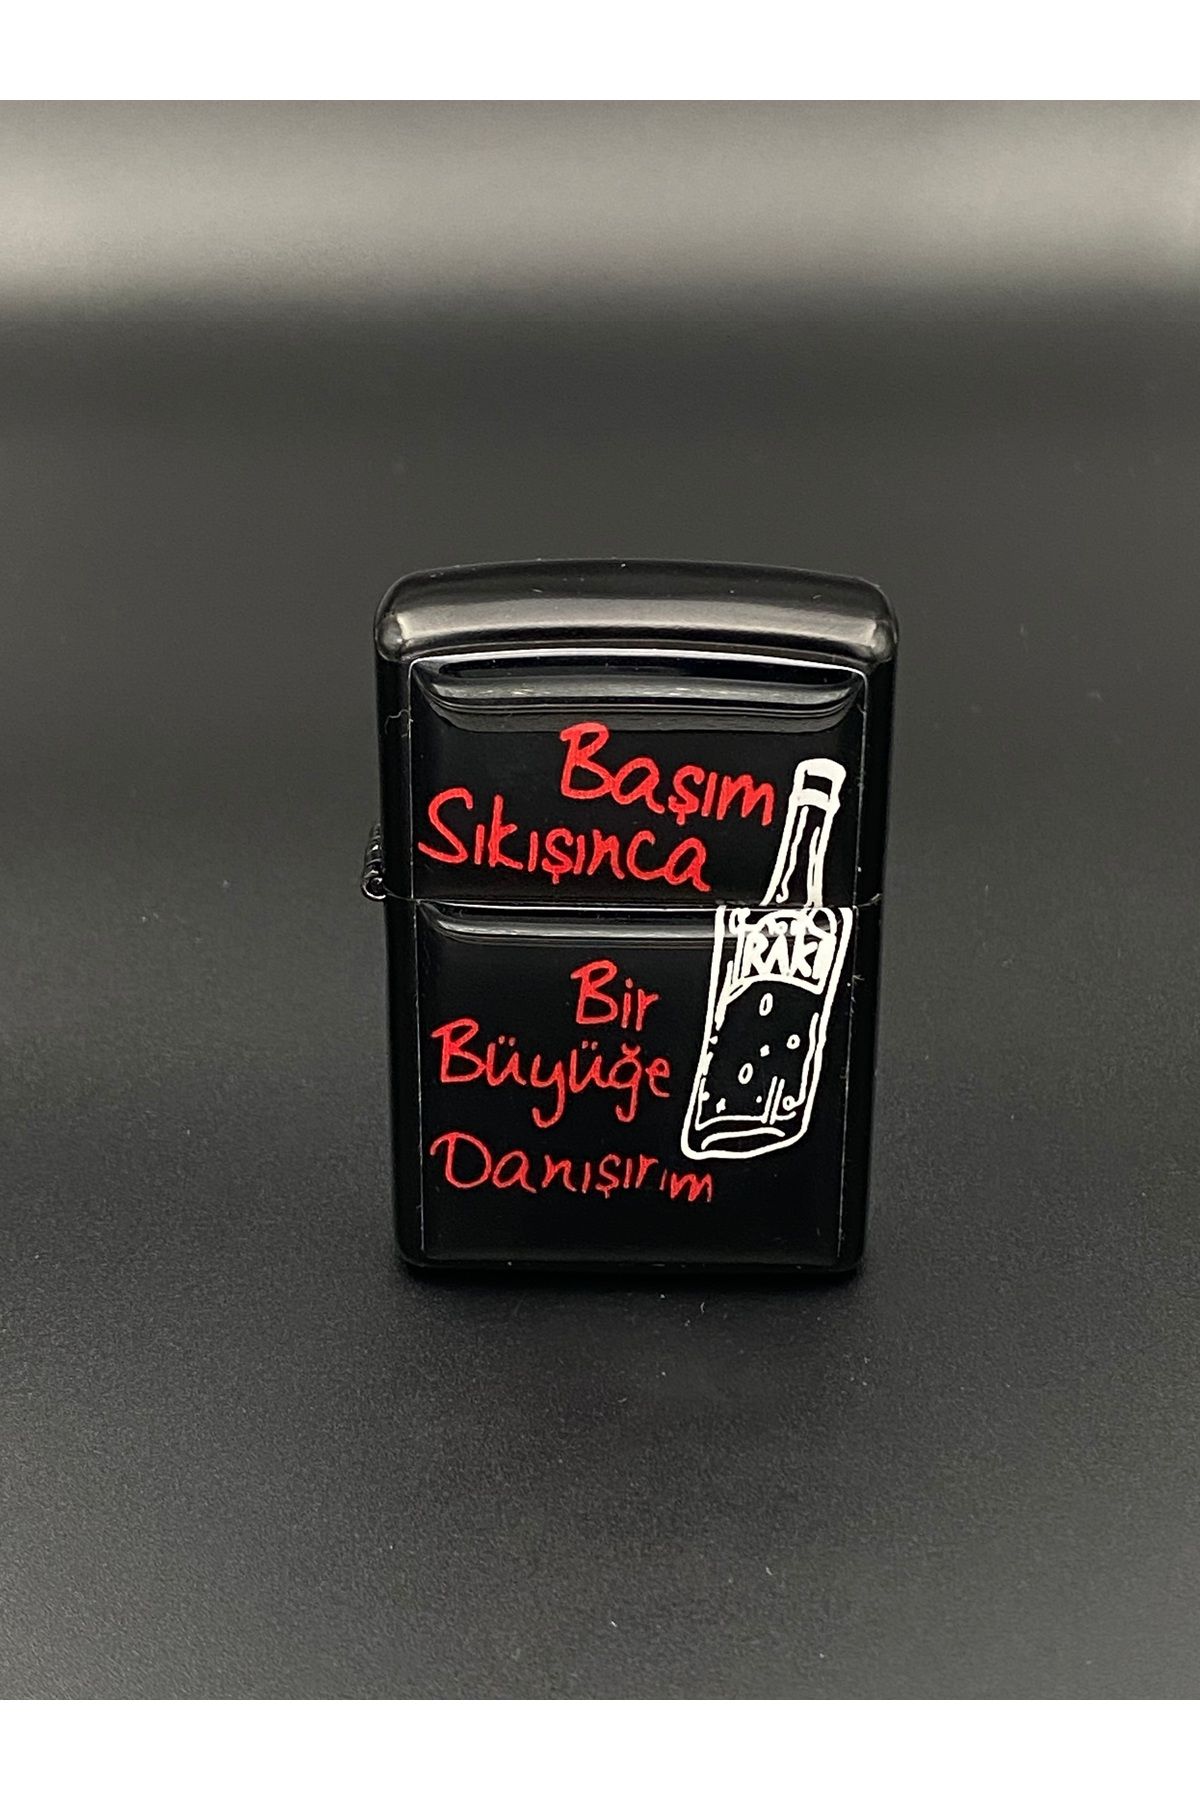 Başım
Sıkışınca
RAKI
Bir
Büyüğe
Danışırım